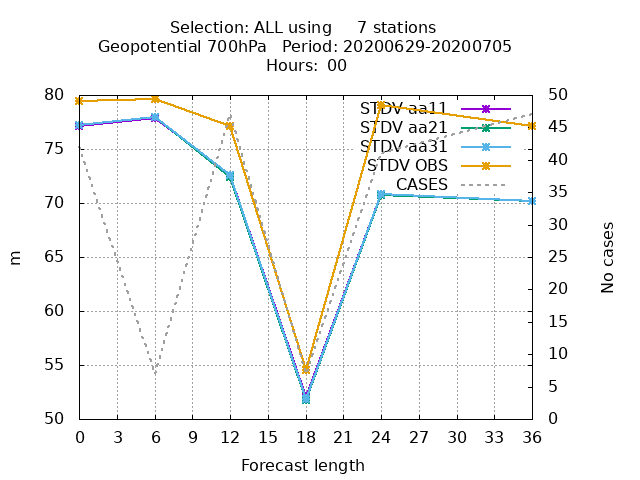 Selection: ALL using     7 stations
Geopotential 700hPa   Period: 20200629-20200705
Hours:  00
80
75
70
65
60
55
50
m
50
45
40
35
30
25
20
15
10
5
0
No cases
STDV aa11
STDV aa21
STDV aa31
STDV OBS
CASES
0 3 6 9 12 15 18 21 24 27 30 33 36
Forecast length